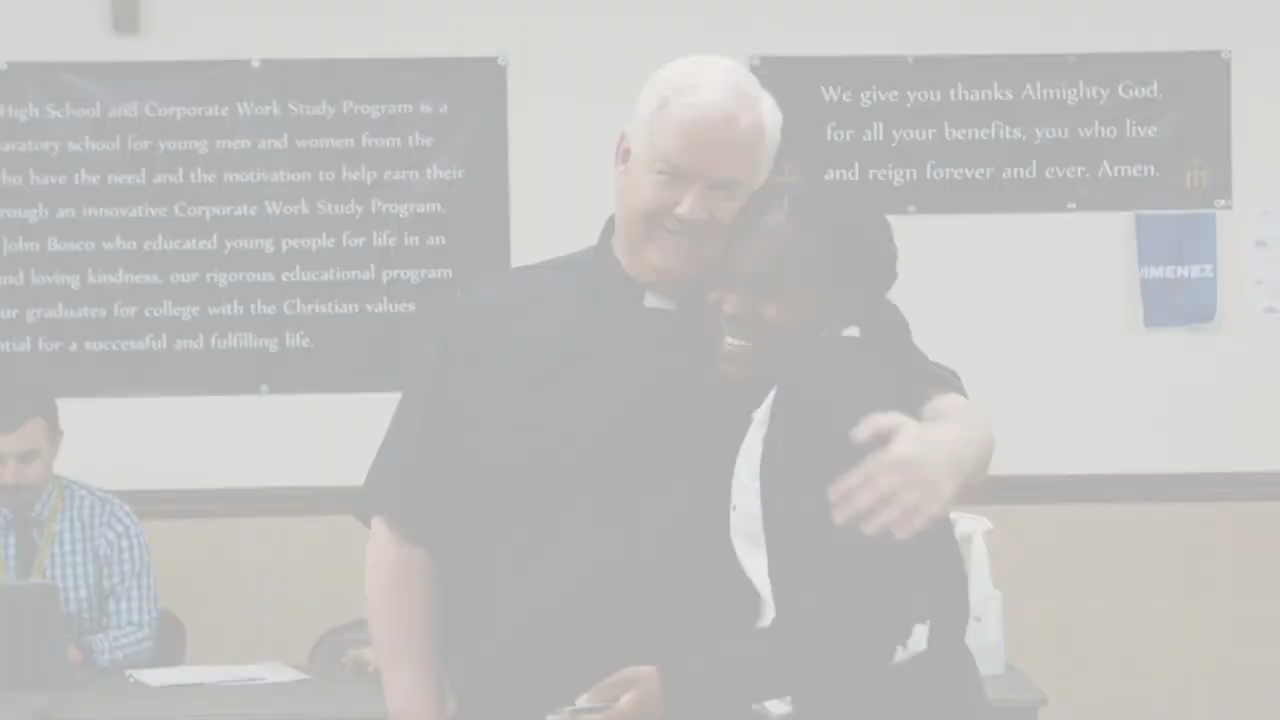 High School and Corporate Work Study Program is a
aratory school for young men and women from the
ho have the need and the motivation to help earn their
rough an innovative Corporate Work Study Program.
John Bosco who educated young people for life in an
nd loving kindness, our rigorous educational program
ur graduates for college with the Christian values
ntial for a successful and fulfilling life.
We give you thanks Almighty God,
for all your benefits, you who live
and reign forever and ever. Amen.
JIMENEZ